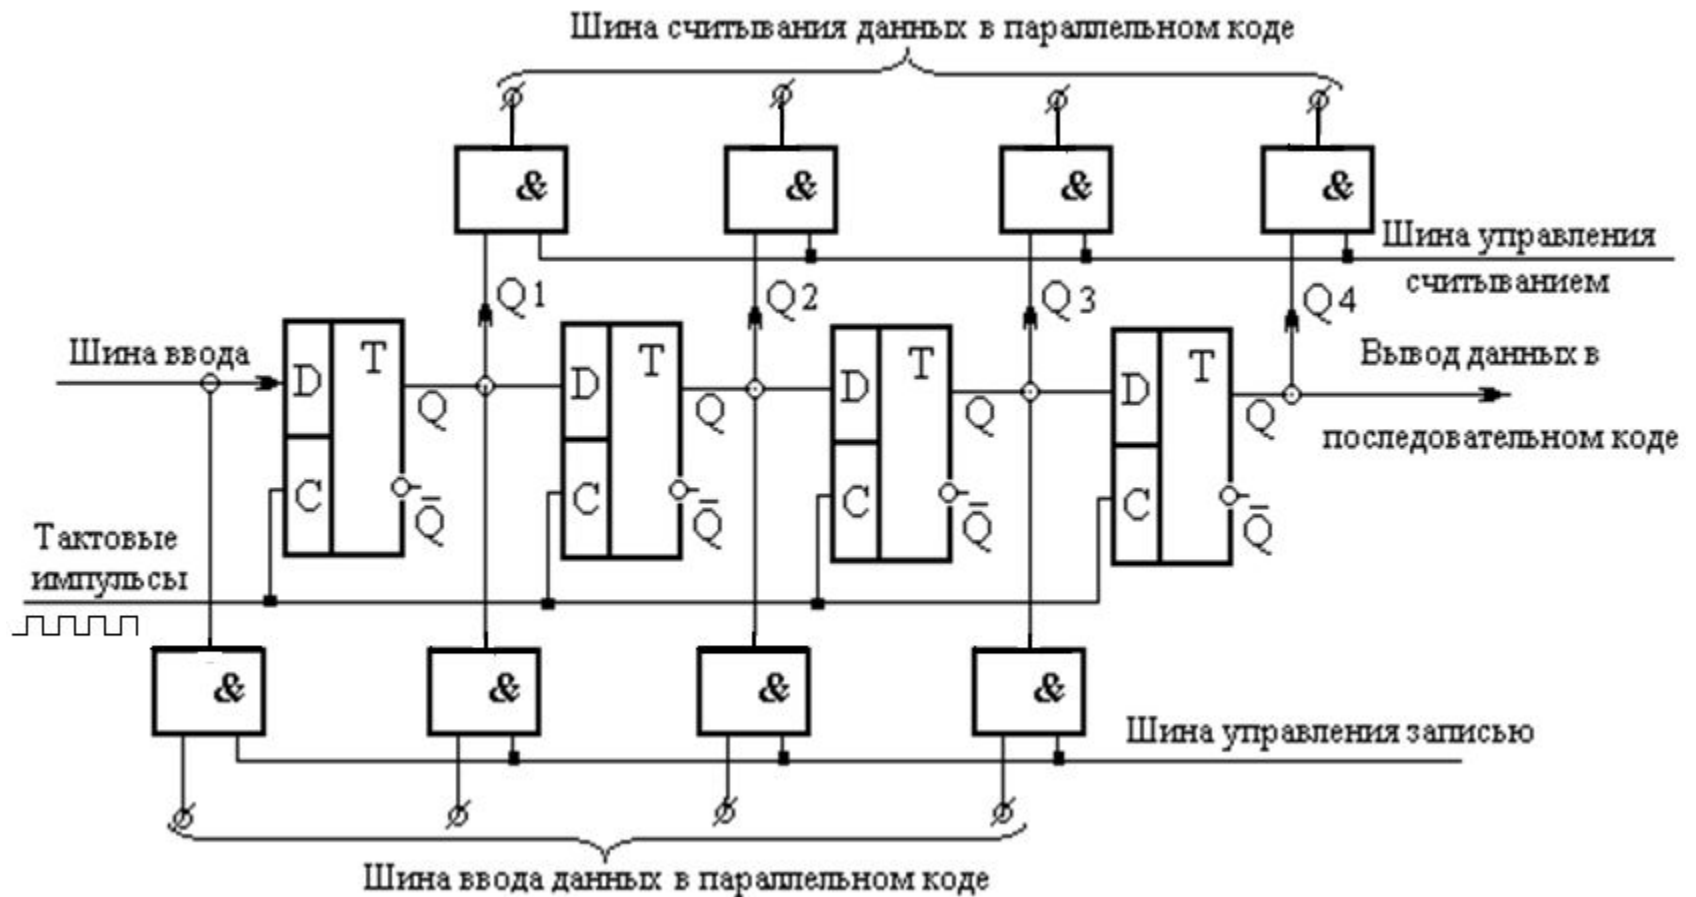 Шина считывания данных в параллельном коде
& & & &
Шина управления
считыванием
Q1 Q2 Q3 Q4
Шина ввода
D T D T D T D T
Вывод данных в
Q Q Q Q
последовательном коде
C C C C
Q̅ Q̅ Q̅ Q̅
Тактовые
импульсы
& & & &
Шина управления записью
Шина ввода данных в параллельном коде